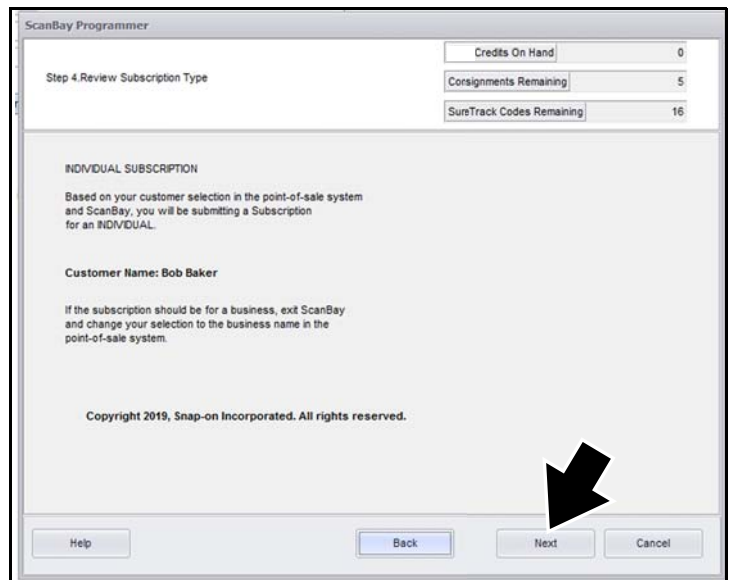 ScanBay Programmer
Step 4.Review Subscription Type
Credits On Hand 0
Consignments Remaining 5
SureTrack Codes Remaining 16
INDIVIDUAL SUBSCRIPTION
Based on your customer selection in the point-of-sale system
and ScanBay, you will be submitting a Subscription
for an INDIVIDUAL.
Customer Name: Bob Baker
If the subscription should be for a business, exit ScanBay
and change your selection to the business name in the
point-of-sale system.
Copyright 2019, Snap-on Incorporated. All rights reserved.
Help Back Next Cancel